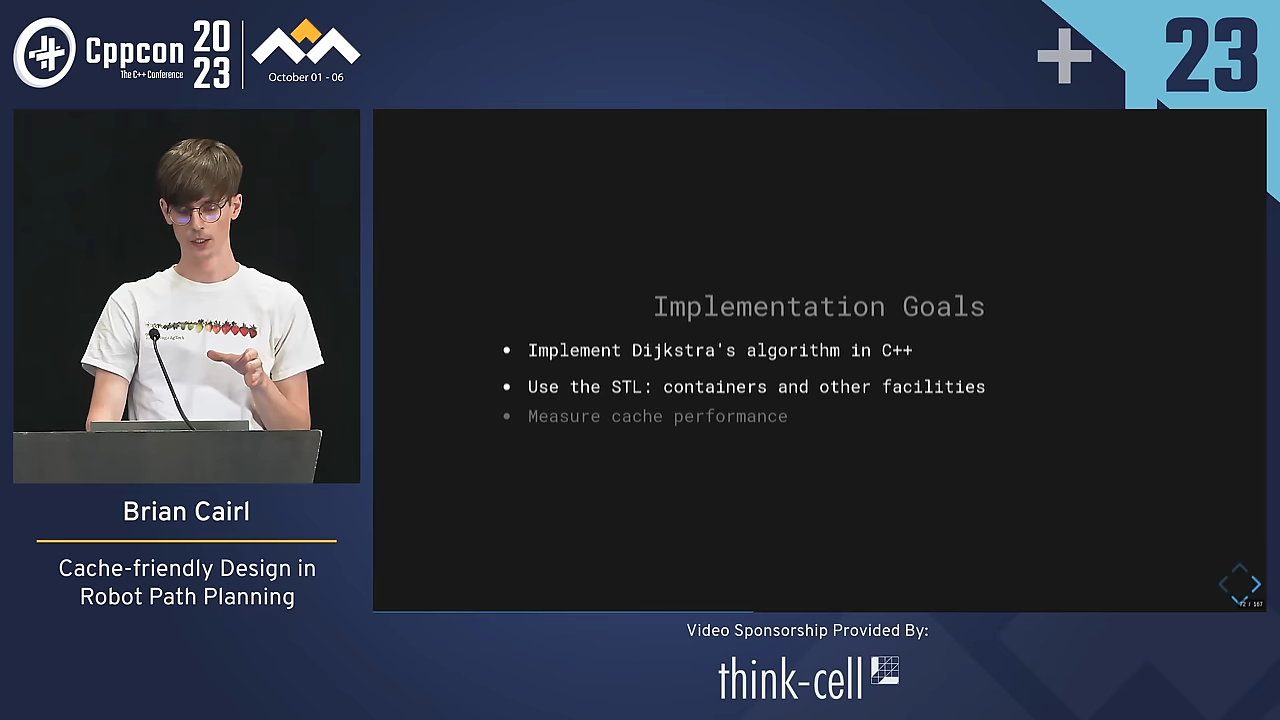 Cppcon
The C++ Conference
20
23
October 01 - 06
23
Implementation Goals
Implement Dijkstra's algorithm in C++
Use the STL: containers and other facilities
Measure cache performance
72 / 167
Brian Cairl
Cache-friendly Design in
Robot Path Planning
Video Sponsorship Provided By:
think-cell